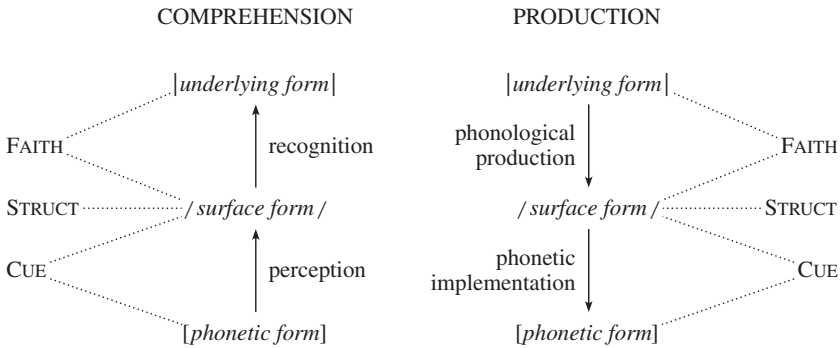 COMPREHENSION PRODUCTION
|underlying form| |underlying form|
FAITH recognition phonological
production FAITH
STRUCT /surface form/ /surface form/ STRUCT
CUE perception phonetic
implementation CUE
[phonetic form] [phonetic form]